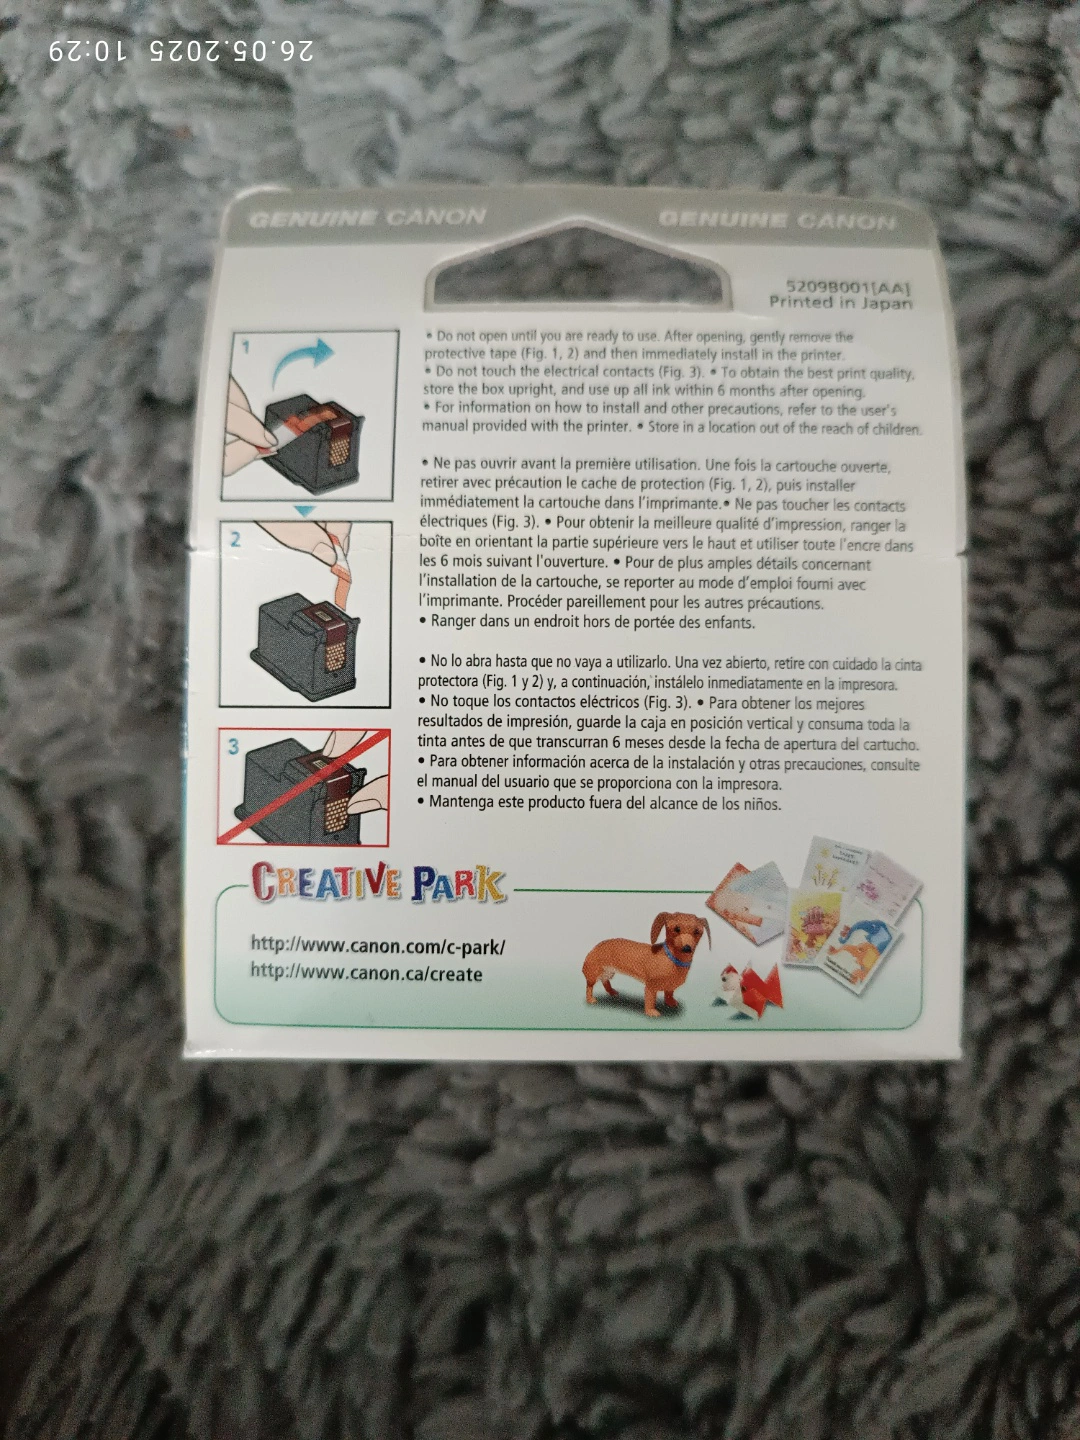 26.05.2025 10:29
GENUINE CANON
GENUINE CANON
5209B001[AA]
Printed in Japan
1
2
3
• Do not open until you are ready to use. After opening, gently remove the
protective tape (Fig. 1, 2) and then immediately install in the printer.
• Do not touch the electrical contacts (Fig. 3). • To obtain the best print quality,
store the box upright, and use up all ink within 6 months after opening.
• For information on how to install and other precautions, refer to the user's
manual provided with the printer. • Store in a location out of the reach of children.
• Ne pas ouvrir avant la première utilisation. Une fois la cartouche ouverte,
retirer avec précaution le cache de protection (Fig. 1, 2), puis installer
immédiatement la cartouche dans l'imprimante.• Ne pas toucher les contacts
électriques (Fig. 3). • Pour obtenir la meilleure qualité d'impression, ranger la
boîte en orientant la partie supérieure vers le haut et utiliser toute l'encre dans
les 6 mois suivant l'ouverture. • Pour de plus amples détails concernant
l'installation de la cartouche, se reporter au mode d'emploi fourni avec
l'imprimante. Procéder pareillement pour les autres précautions.
• Ranger dans un endroit hors de portée des enfants.
• No lo abra hasta que no vaya a utilizarlo. Una vez abierto, retire con cuidado la cinta
protectora (Fig. 1 y 2) y, a continuación, instálelo inmediatamente en la impresora.
• No toque los contactos eléctricos (Fig. 3). • Para obtener los mejores
resultados de impresión, guarde la caja en posición vertical y consuma toda la
tinta antes de que transcurran 6 meses desde la fecha de apertura del cartucho.
• Para obtener información acerca de la instalación y otras precauciones, consulte
el manual del usuario que se proporciona con la impresora.
• Mantenga este producto fuera del alcance de los niños.
CREATIVE PARK
http://www.canon.com/c-park/
http://www.canon.ca/create